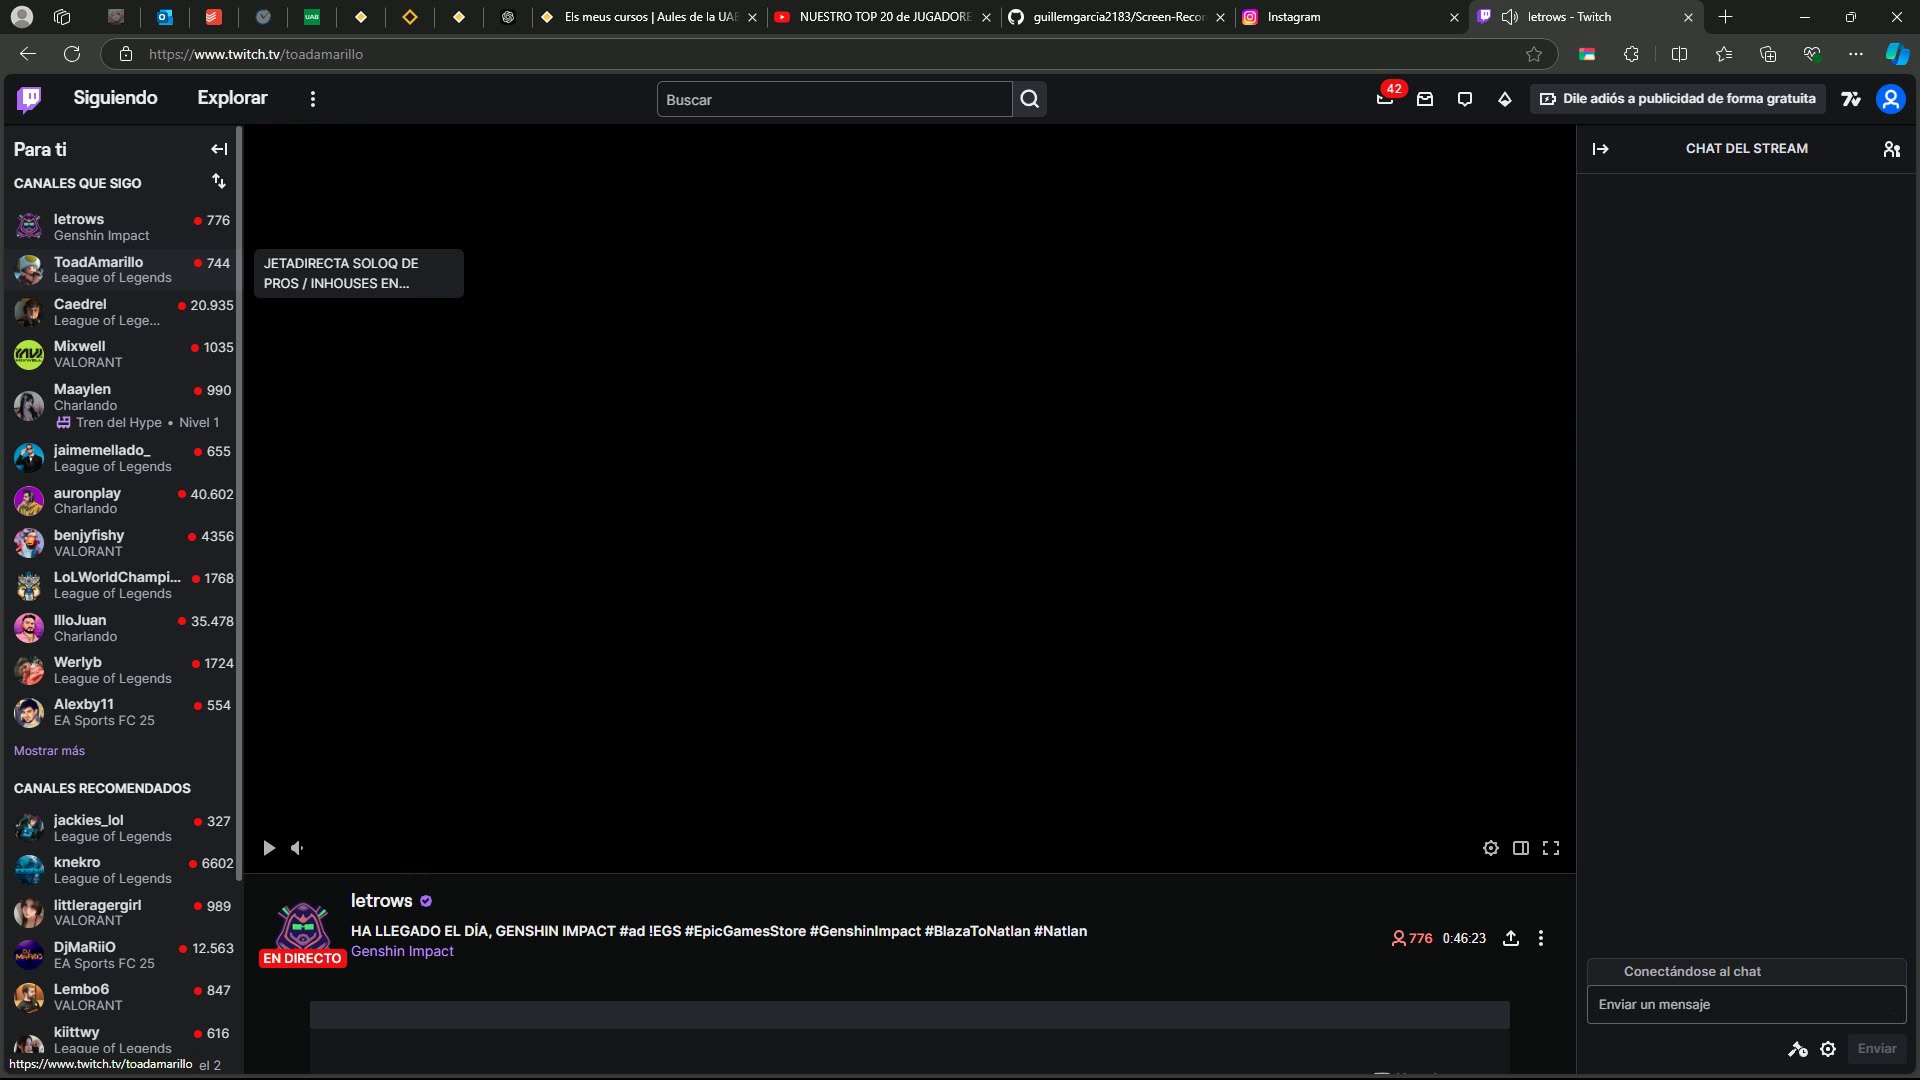 Els meus cursos | Aules de la UAB
NUESTRO TOP 20 de JUGADORE
guillemgarcia2183/Screen-Recor
Instagram
letrows - Twitch
https://www.twitch.tv/toadamarillo
Siguiendo
Explorar
Buscar
42
Dile adiós a publicidad de forma gratuita
Para ti
CANALES QUE SIGO
letrows
776
Genshin Impact
ToadAmarillo
744
League of Legends
Caedrel
20.935
League of Lege...
Mixwell
1035
VALORANT
Maaylen
990
Charlando
Tren del Hype • Nivel 1
jaimemellado_
655
League of Legends
auronplay
40.602
Charlando
benjyfishy
4356
VALORANT
LoLWorldChampi...
1768
League of Legends
IlloJuan
35.478
Charlando
Werlyb
1724
League of Legends
Alexby11
554
EA Sports FC 25
Mostrar más
CANALES RECOMENDADOS
jackies_lol
327
League of Legends
knekro
6602
League of Legends
littleragergirl
989
VALORANT
DjMaRiiO
12.563
EA Sports FC 25
Lembo6
847
VALORANT
kiittwy
616
League of Legends
https://www.twitch.tv/toadamarillo
el 2
JETADIRECTA SOLOQ DE
PROS / INHOUSES EN...
letrows
HA LLEGADO EL DÍA, GENSHIN IMPACT #ad !EGS #EpicGamesStore #GenshinImpact #BlazaToNatlan #Natlan
Genshin Impact
EN DIRECTO
776
0:46:23
CHAT DEL STREAM
Conectándose al chat
Enviar un mensaje
Enviar